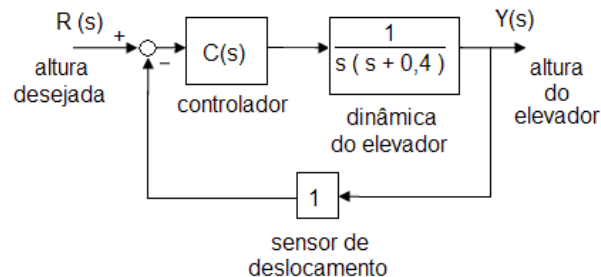 R (s)
+
−
altura
desejada
C(s)
controlador
1
s ( s + 0,4 )
dinâmica
do elevador
Y(s)
altura
do
elevador
1
sensor de
deslocamento